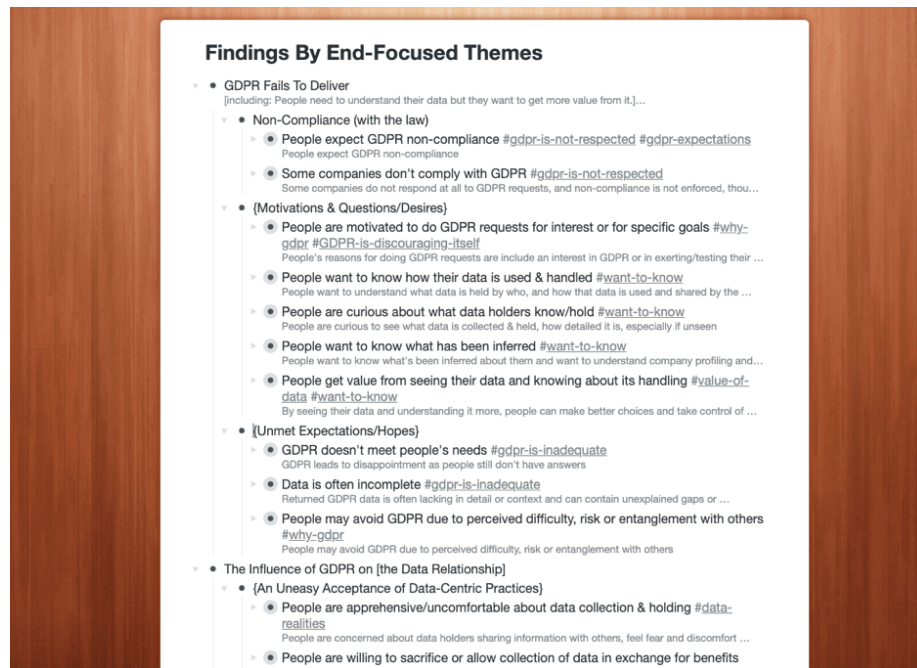 Findings By End-Focused Themes
GDPR Fails To Deliver
[including: People need to understand their data but they want to get more value from it.]...
Non-Compliance (with the law)
People expect GDPR non-compliance #gdpr-is-not-respected #gdpr-expectations
People expect GDPR non-compliance
Some companies don't comply with GDPR #gdpr-is-not-respected
Some companies do not respond at all to GDPR requests, and non-compliance is not enforced, thou...
{Motivations & Questions/Desires}
People are motivated to do GDPR requests for interest or for specific goals #why-
gdpr #GDPR-is-discouraging-itself
People's reasons for doing GDPR requests are include an interest in GDPR or in exerting/testing their ...
People want to know how their data is used & handled #want-to-know
People want to understand what data is held by who, and how that data is used and shared by the ...
People are curious about what data holders know/hold #want-to-know
People are curious to see what data is collected & held, how detailed it is, especially if unseen
People want to know what has been inferred #want-to-know
People want to know what's been inferred about them and want to understand company profiling and...
People get value from seeing their data and knowing about its handling #value-of-
data #want-to-know
By seeing their data and understanding it more, people can make better choices and take control of ...
{Unmet Expectations/Hopes}
GDPR doesn't meet people's needs #gdpr-is-inadequate
GDPR leads to disappointment as people still don't have answers
Data is often incomplete #gdpr-is-inadequate
Returned GDPR data is often lacking in detail or context and can contain unexplained gaps or ...
People may avoid GDPR due to perceived difficulty, risk or entanglement with others
#why-gdpr
People may avoid GDPR due to perceived difficulty, risk or entanglement with others
The Influence of GDPR on [the Data Relationship]
{An Uneasy Acceptance of Data-Centric Practices}
People are apprehensive/uncomfortable about data collection & holding #data-
realities
People are concerned about data holders sharing information with others, feel fear and discomfort ...
People are willing to sacrifice or allow collection of data in exchange for benefits